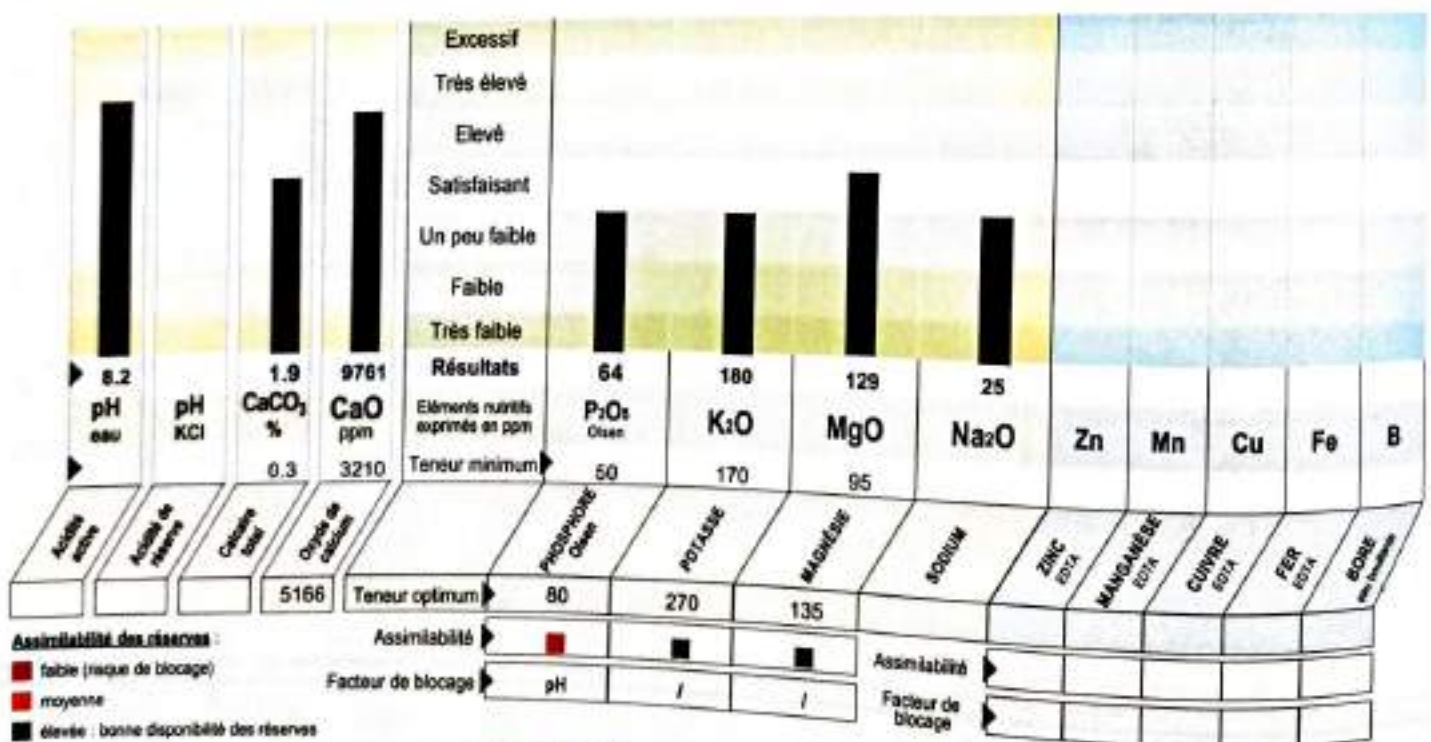 Excessif
Très élevé
Elevé
Satisfaisant
Un peu faible
Faible
Très faible
8.2 1.9 9761 Résultats 64 180 129 25
pH eau pH KCl CaCO₃ % CaO ppm Eléments nutritifs exprimés en ppm P₂O₅ Olsen K₂O MgO Na₂O Zn Mn Cu Fe B
0.3 3210 Teneur minimum 50 170 95
Acidité active Acidité de réserve Calcaire total Oxyde de calcium PHOSPHORE Olsen POTASSE MAGNÉSIE SODIUM ZINC EDTA MANGANÈSE EDTA CUIVRE EDTA FER EDTA BORE eau bouillante
5166 Teneur optimum 80 270 135
Assimilabilité des réserves :
Assimilabilité
faible (risque de blocage)
Assimilabilité
Facteur de blocage pH / /
moyenne
Facteur de blocage
élevée : bonne disponibilité des réserves